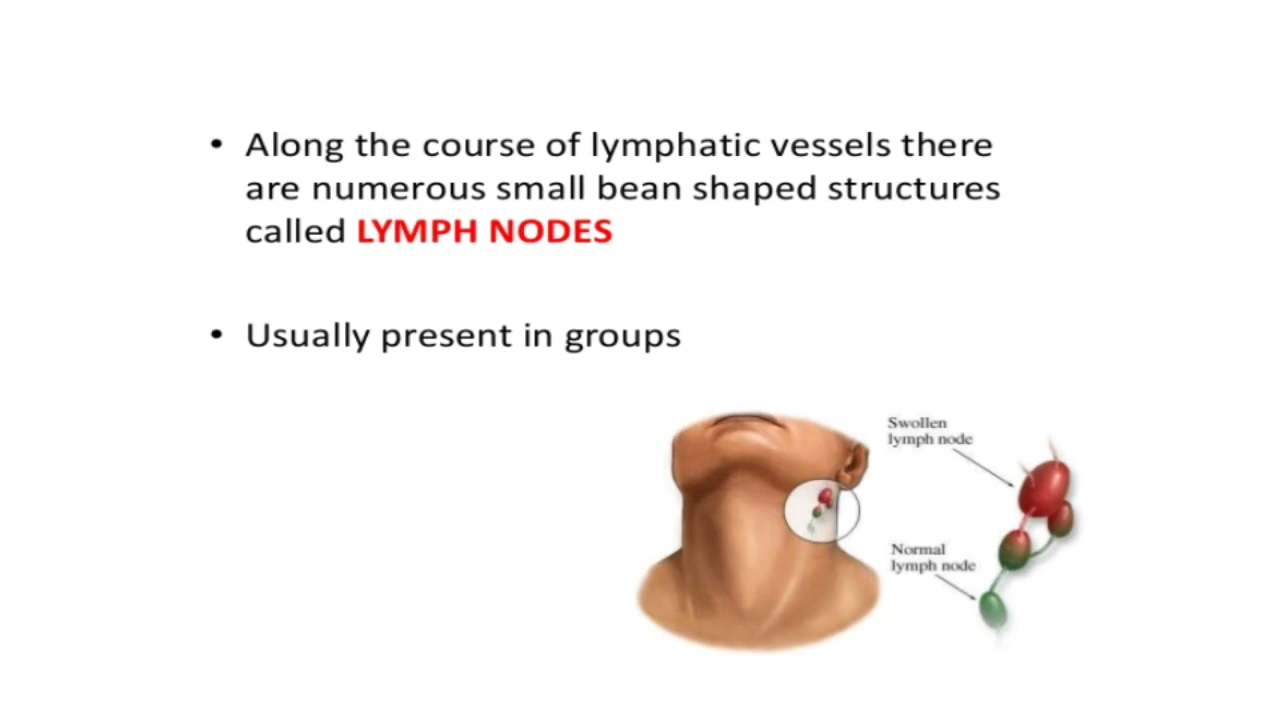 • Along the course of lymphatic vessels there
are numerous small bean shaped structures
called LYMPH NODES
• Usually present in groups
Swollen
lymph node
Normal
lymph node